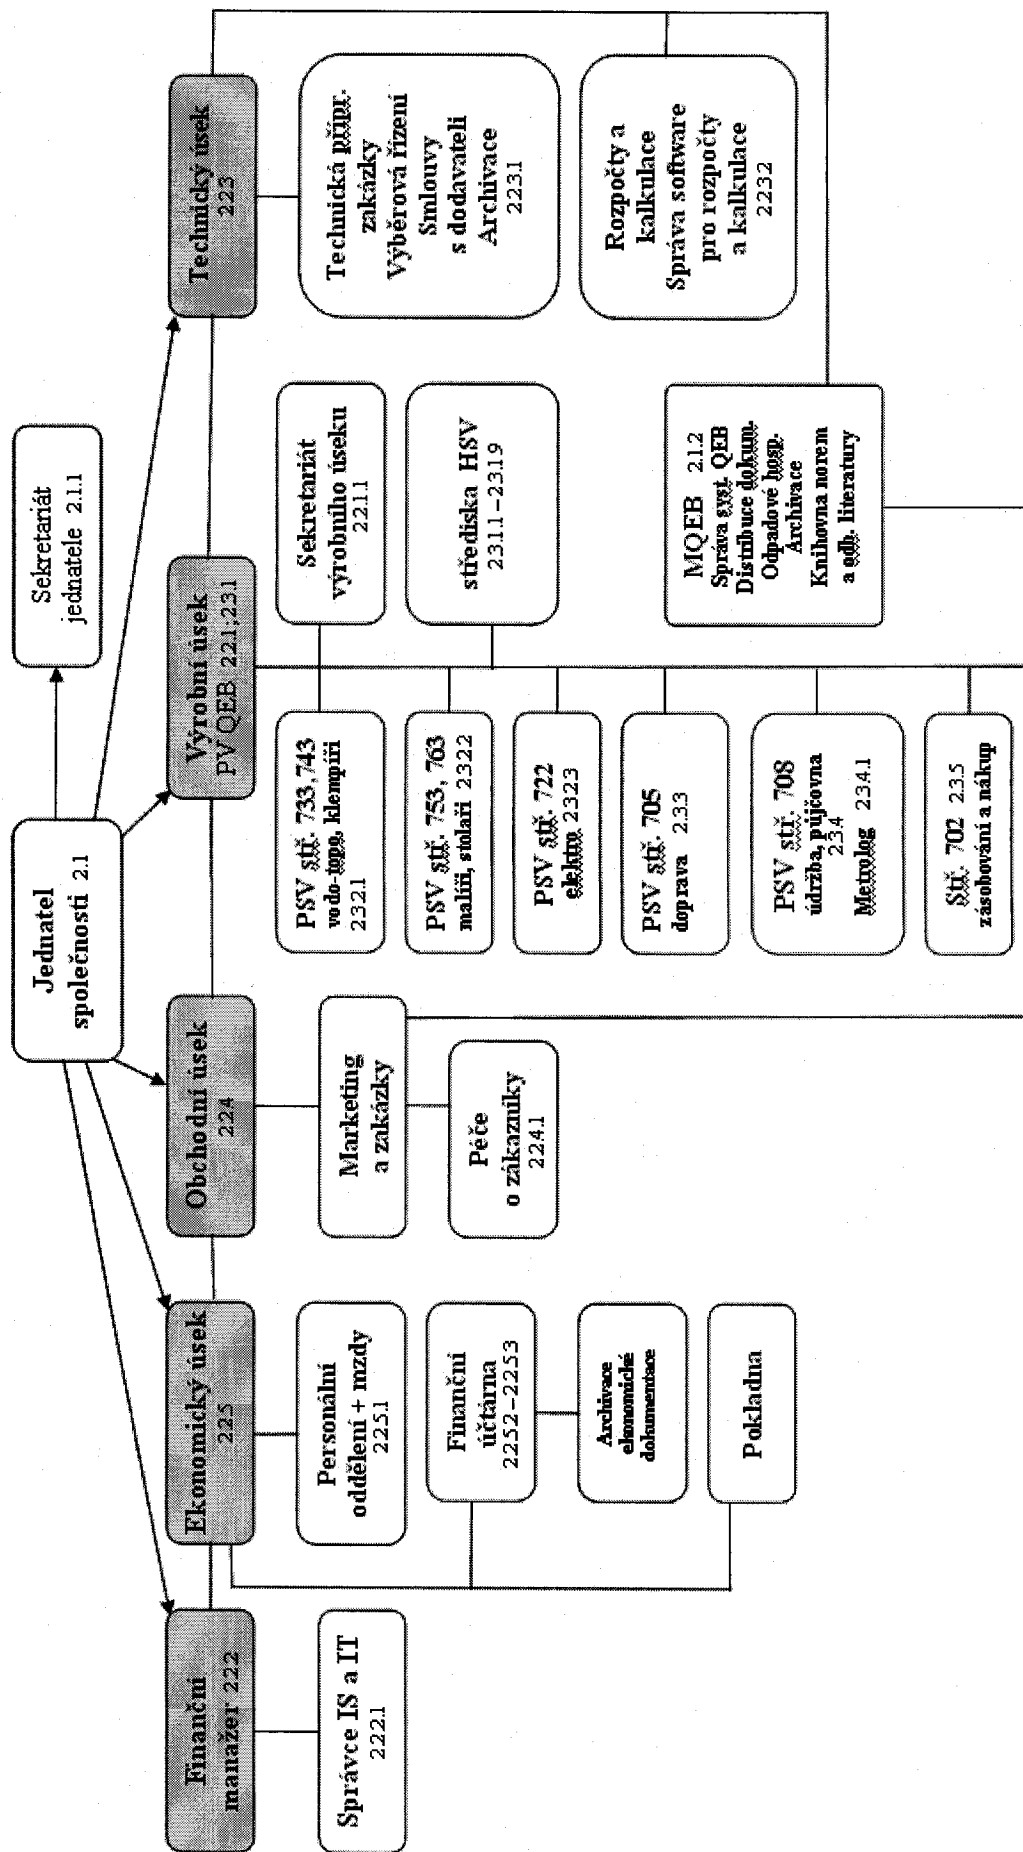 Jednatel
společnosti 2.1
Sekretariát
jednatele 2.1.1
Finanční
manažer 2.2.2
Ekonomický úsek
2.2.5
Obchodní úsek
2.2.4
Výrobní úsek
PV QEB 2.2.1;2.3.1
Technický úsek
2.2.3
Správce IS a IT
2.2.2.1
Personální
oddělení + mzdy
2.2.5.1
Finanční
účtárna
2.2.5.2-2.2.5.3
Archivace
ekonomické
dokumentace
Pokladna
Marketing
a zakázky
Péče
o zákazníky
2.2.4.1
PSV stř. 733,743
vodo-topo, klempíři
2.3.2.1
PSV stř. 753, 763
malíři, stolaři 2.3.2.2
PSV stř. 722
elektro 2.3.2.3
PSV stř. 705
doprava 2.3.3
PSV stř. 708
údržba, půjčovna
2.3.4
Metrolog 2.3.4.1
Stř. 702 2.3.5
zásobování a nákup
Sekretariát
výrobního úseku
2.2.1.1
střediska HSV
2.3.1.1-2.3.1.9
MQEB 2.1.2
Správa syst. QEB
Distribuce dokum.
Odpadové hosp.
Archivace
Knihovna norem
a odb. literatury
Technická přípr.
zakázky
Výběrová řízení
Smlouvy
s dodavateli
Archivace
2.2.3.1
Rozpočty a
kalkulace
Správa software
pro rozpočty
a kalkulace
2.2.3.2